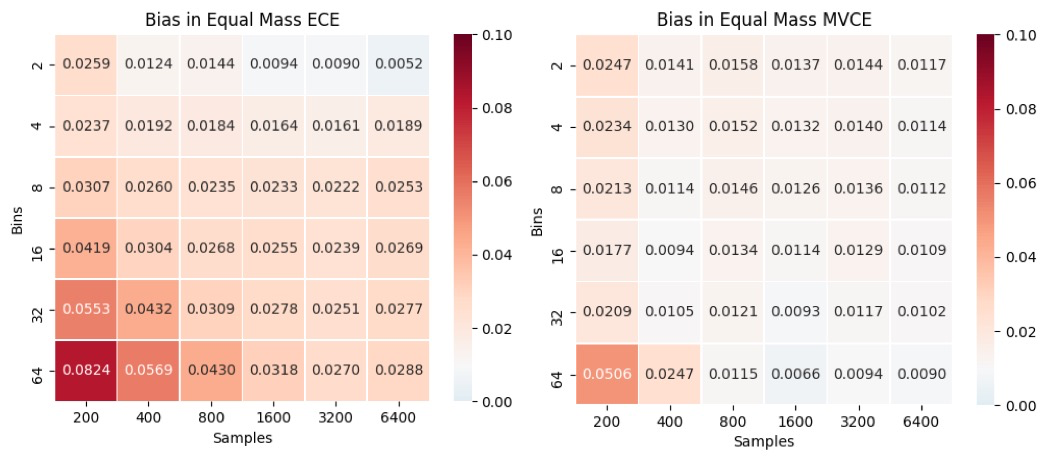 Bias in Equal Mass ECE
Bins
2 0.0259 0.0124 0.0144 0.0094 0.0090 0.0052
4 0.0237 0.0192 0.0184 0.0164 0.0161 0.0189
8 0.0307 0.0260 0.0235 0.0233 0.0222 0.0253
16 0.0419 0.0304 0.0268 0.0255 0.0239 0.0269
32 0.0553 0.0432 0.0309 0.0278 0.0251 0.0277
64 0.0824 0.0569 0.0430 0.0318 0.0270 0.0288
200 400 800 1600 3200 6400
Samples
0.10
0.08
0.06
0.04
0.02
0.00
Bias in Equal Mass MVCE
Bins
2 0.0247 0.0141 0.0158 0.0137 0.0144 0.0117
4 0.0234 0.0130 0.0152 0.0132 0.0140 0.0114
8 0.0213 0.0114 0.0146 0.0126 0.0136 0.0112
16 0.0177 0.0094 0.0134 0.0114 0.0129 0.0109
32 0.0209 0.0105 0.0121 0.0093 0.0117 0.0102
64 0.0506 0.0247 0.0115 0.0066 0.0094 0.0090
200 400 800 1600 3200 6400
Samples
0.10
0.08
0.06
0.04
0.02
0.00